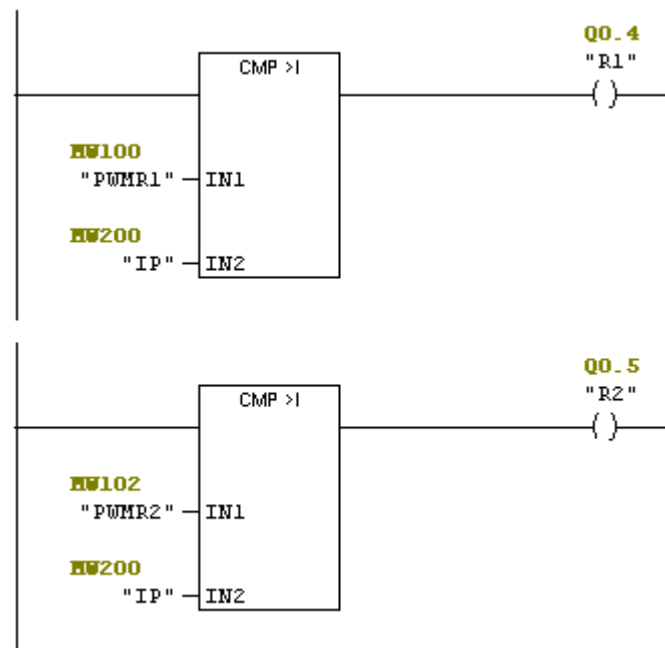 Q0.4
"R1"
CMP >I
MW100
"PWMR1"
IN1
MW200
"IP"
IN2
Q0.5
"R2"
CMP >I
MW102
"PWMR2"
IN1
MW200
"IP"
IN2